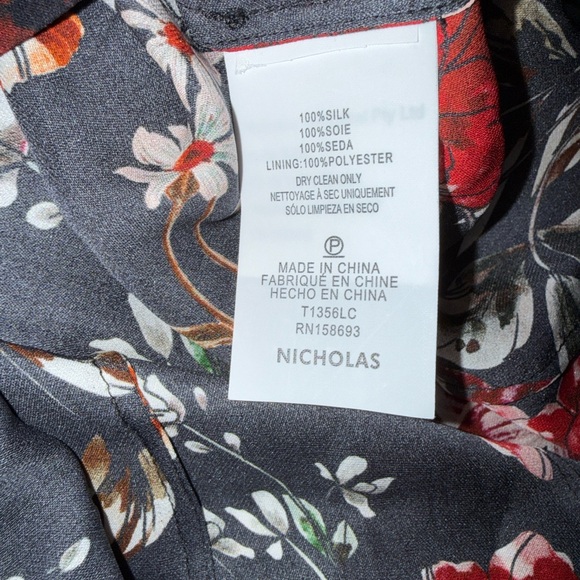 100%SILK
100%SOIE
100%SEDA
LINING:100%POLYESTER
DRY CLEAN ONLY
NETTOYAGE À SEC UNIQUEMENT
SÓLO LIMPIEZA EN SECO
P
MADE IN CHINA
FABRIQUÉ EN CHINE
HECHO EN CHINA
T1356LC
RN158693
NICHOLAS